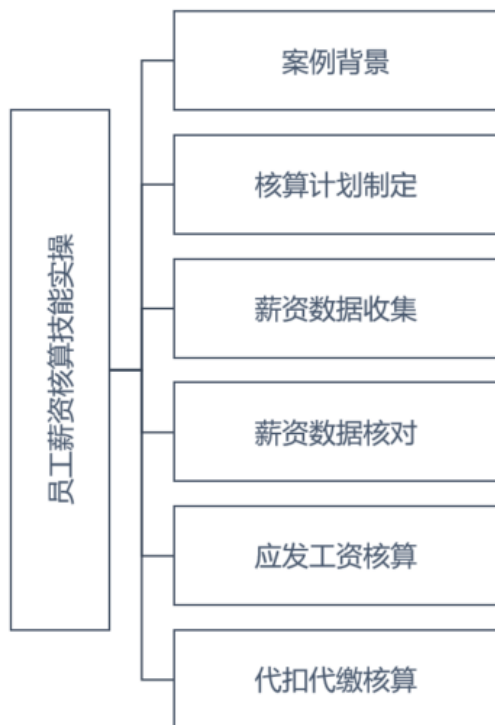 员工薪资核算技能实操
案例背景
核算计划制定
薪资数据收集
薪资数据核对
应发工资核算
代扣代缴核算